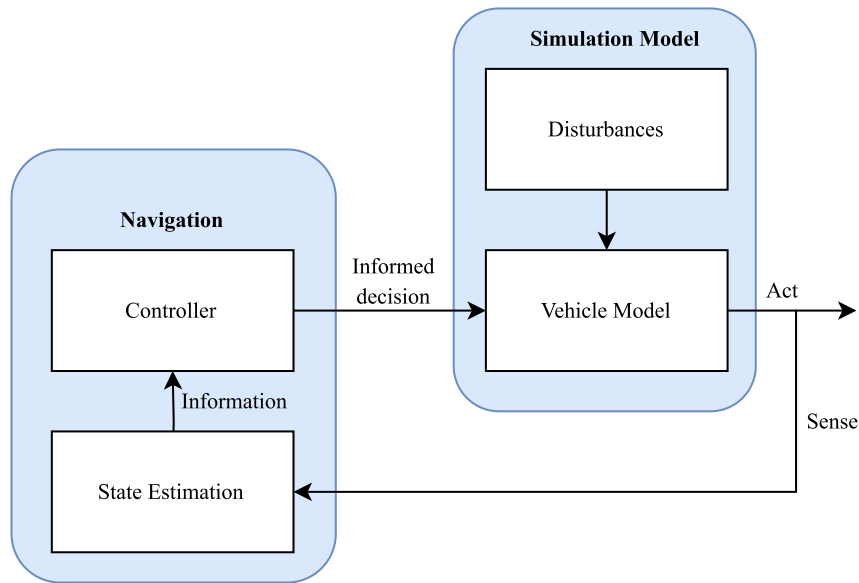 Simulation Model
Disturbances
Navigation
Controller
Informed
decision
Vehicle Model
Act
Information
State Estimation
Sense